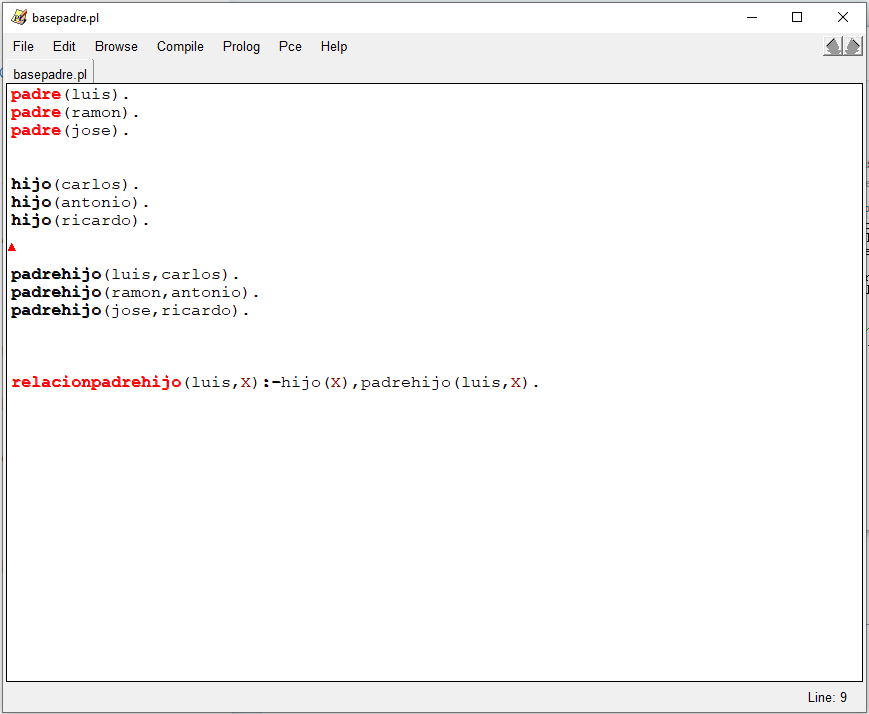 basepadre.pl
File Edit Browse Compile Prolog Pce Help
basepadre.pl
padre(luis).
padre(ramon).
padre(jose).
hijo(carlos).
hijo(antonio).
hijo(ricardo).
padrehijo(luis,carlos).
padrehijo(ramon,antonio).
padrehijo(jose,ricardo).
relacionpadrehijo(luis,X):-hijo(X),padrehijo(luis,X).
Line: 9